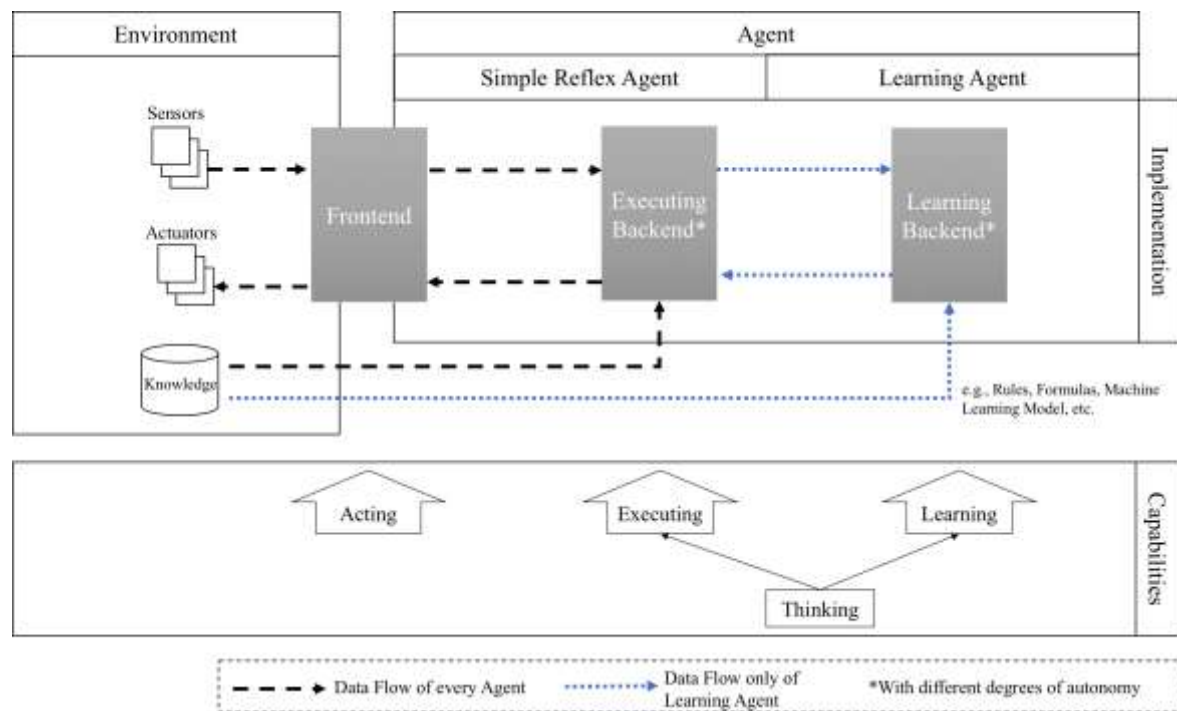 Environment
Agent
Simple Reflex Agent
Learning Agent
Sensors
Actuators
Knowledge
Frontend
Executing
Backend*
Learning
Backend*
Implementation
e.g., Rules, Formulas, Machine
Learning Model, etc.
Acting
Executing
Learning
Thinking
Capabilities
Data Flow of every Agent
Data Flow only of
Learning Agent
*With different degrees of autonomy